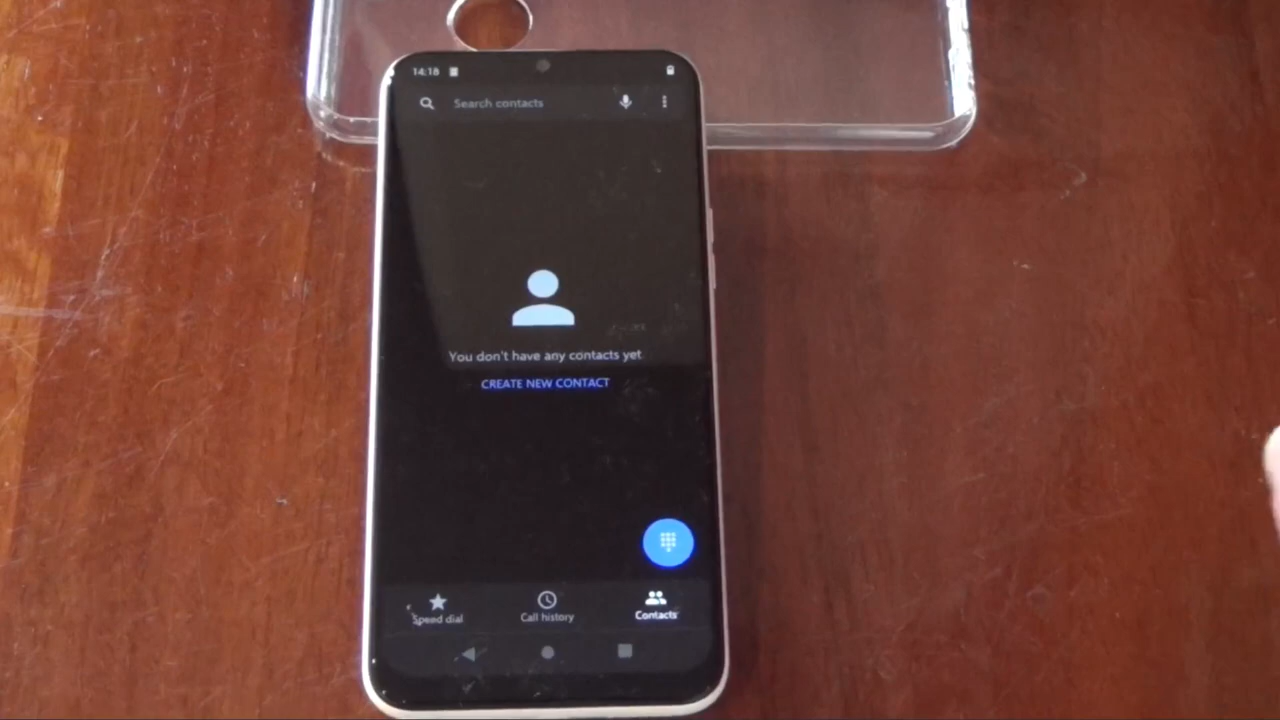 14:18
Search contacts
You don't have any contacts yet
CREATE NEW CONTACT
Speed dial
Call history
Contacts